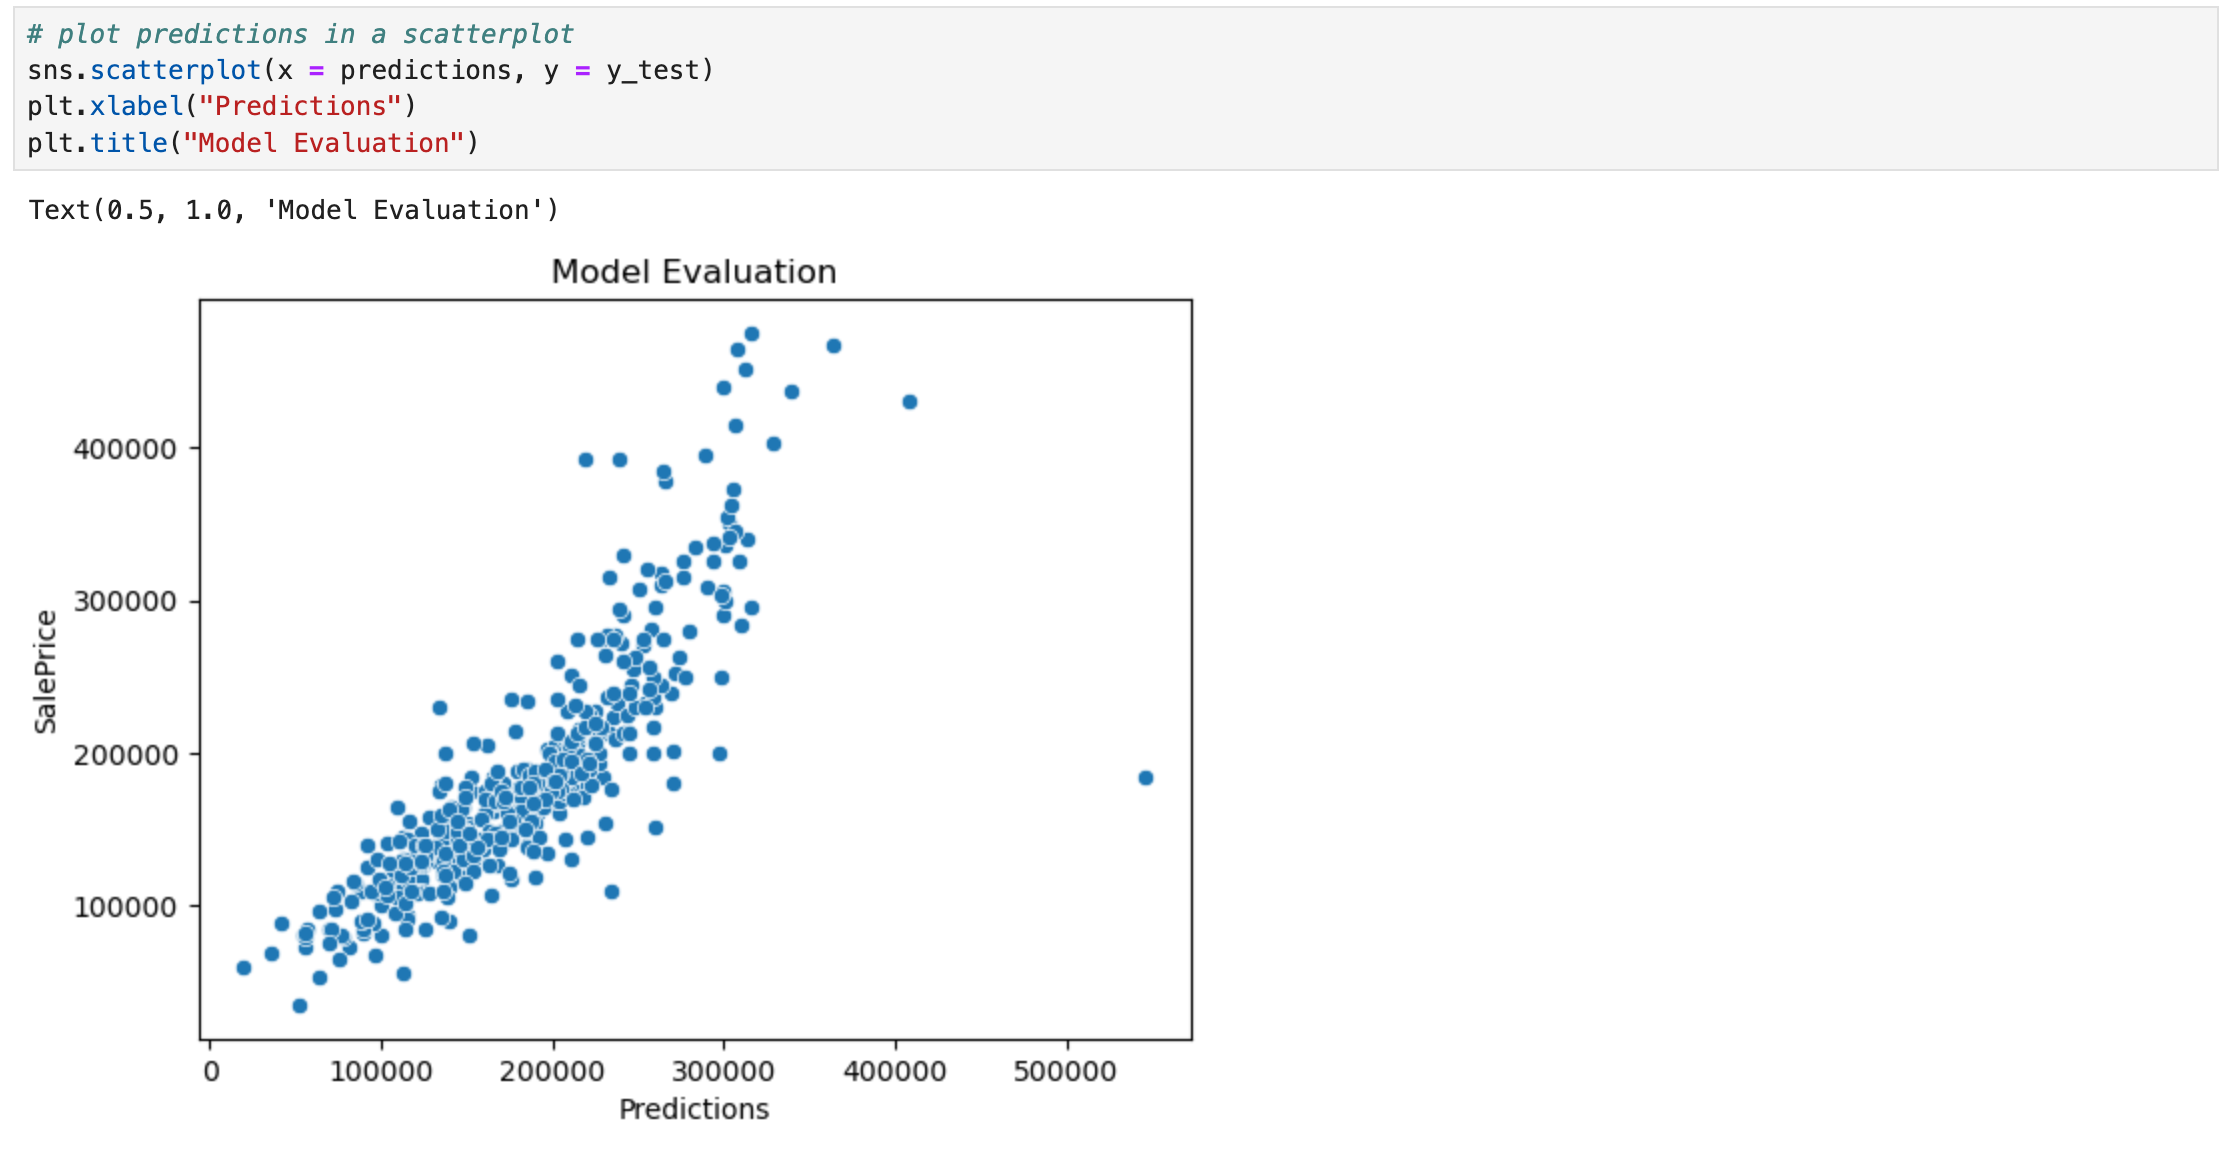 # plot predictions in a scatterplot
sns.scatterplot(x = predictions, y = y_test)
plt.xlabel("Predictions")
plt.title("Model Evaluation")
Text(0.5, 1.0, 'Model Evaluation')
Model Evaluation
400000
300000
200000
100000
SalePrice
0 100000 200000 300000 400000 500000
Predictions